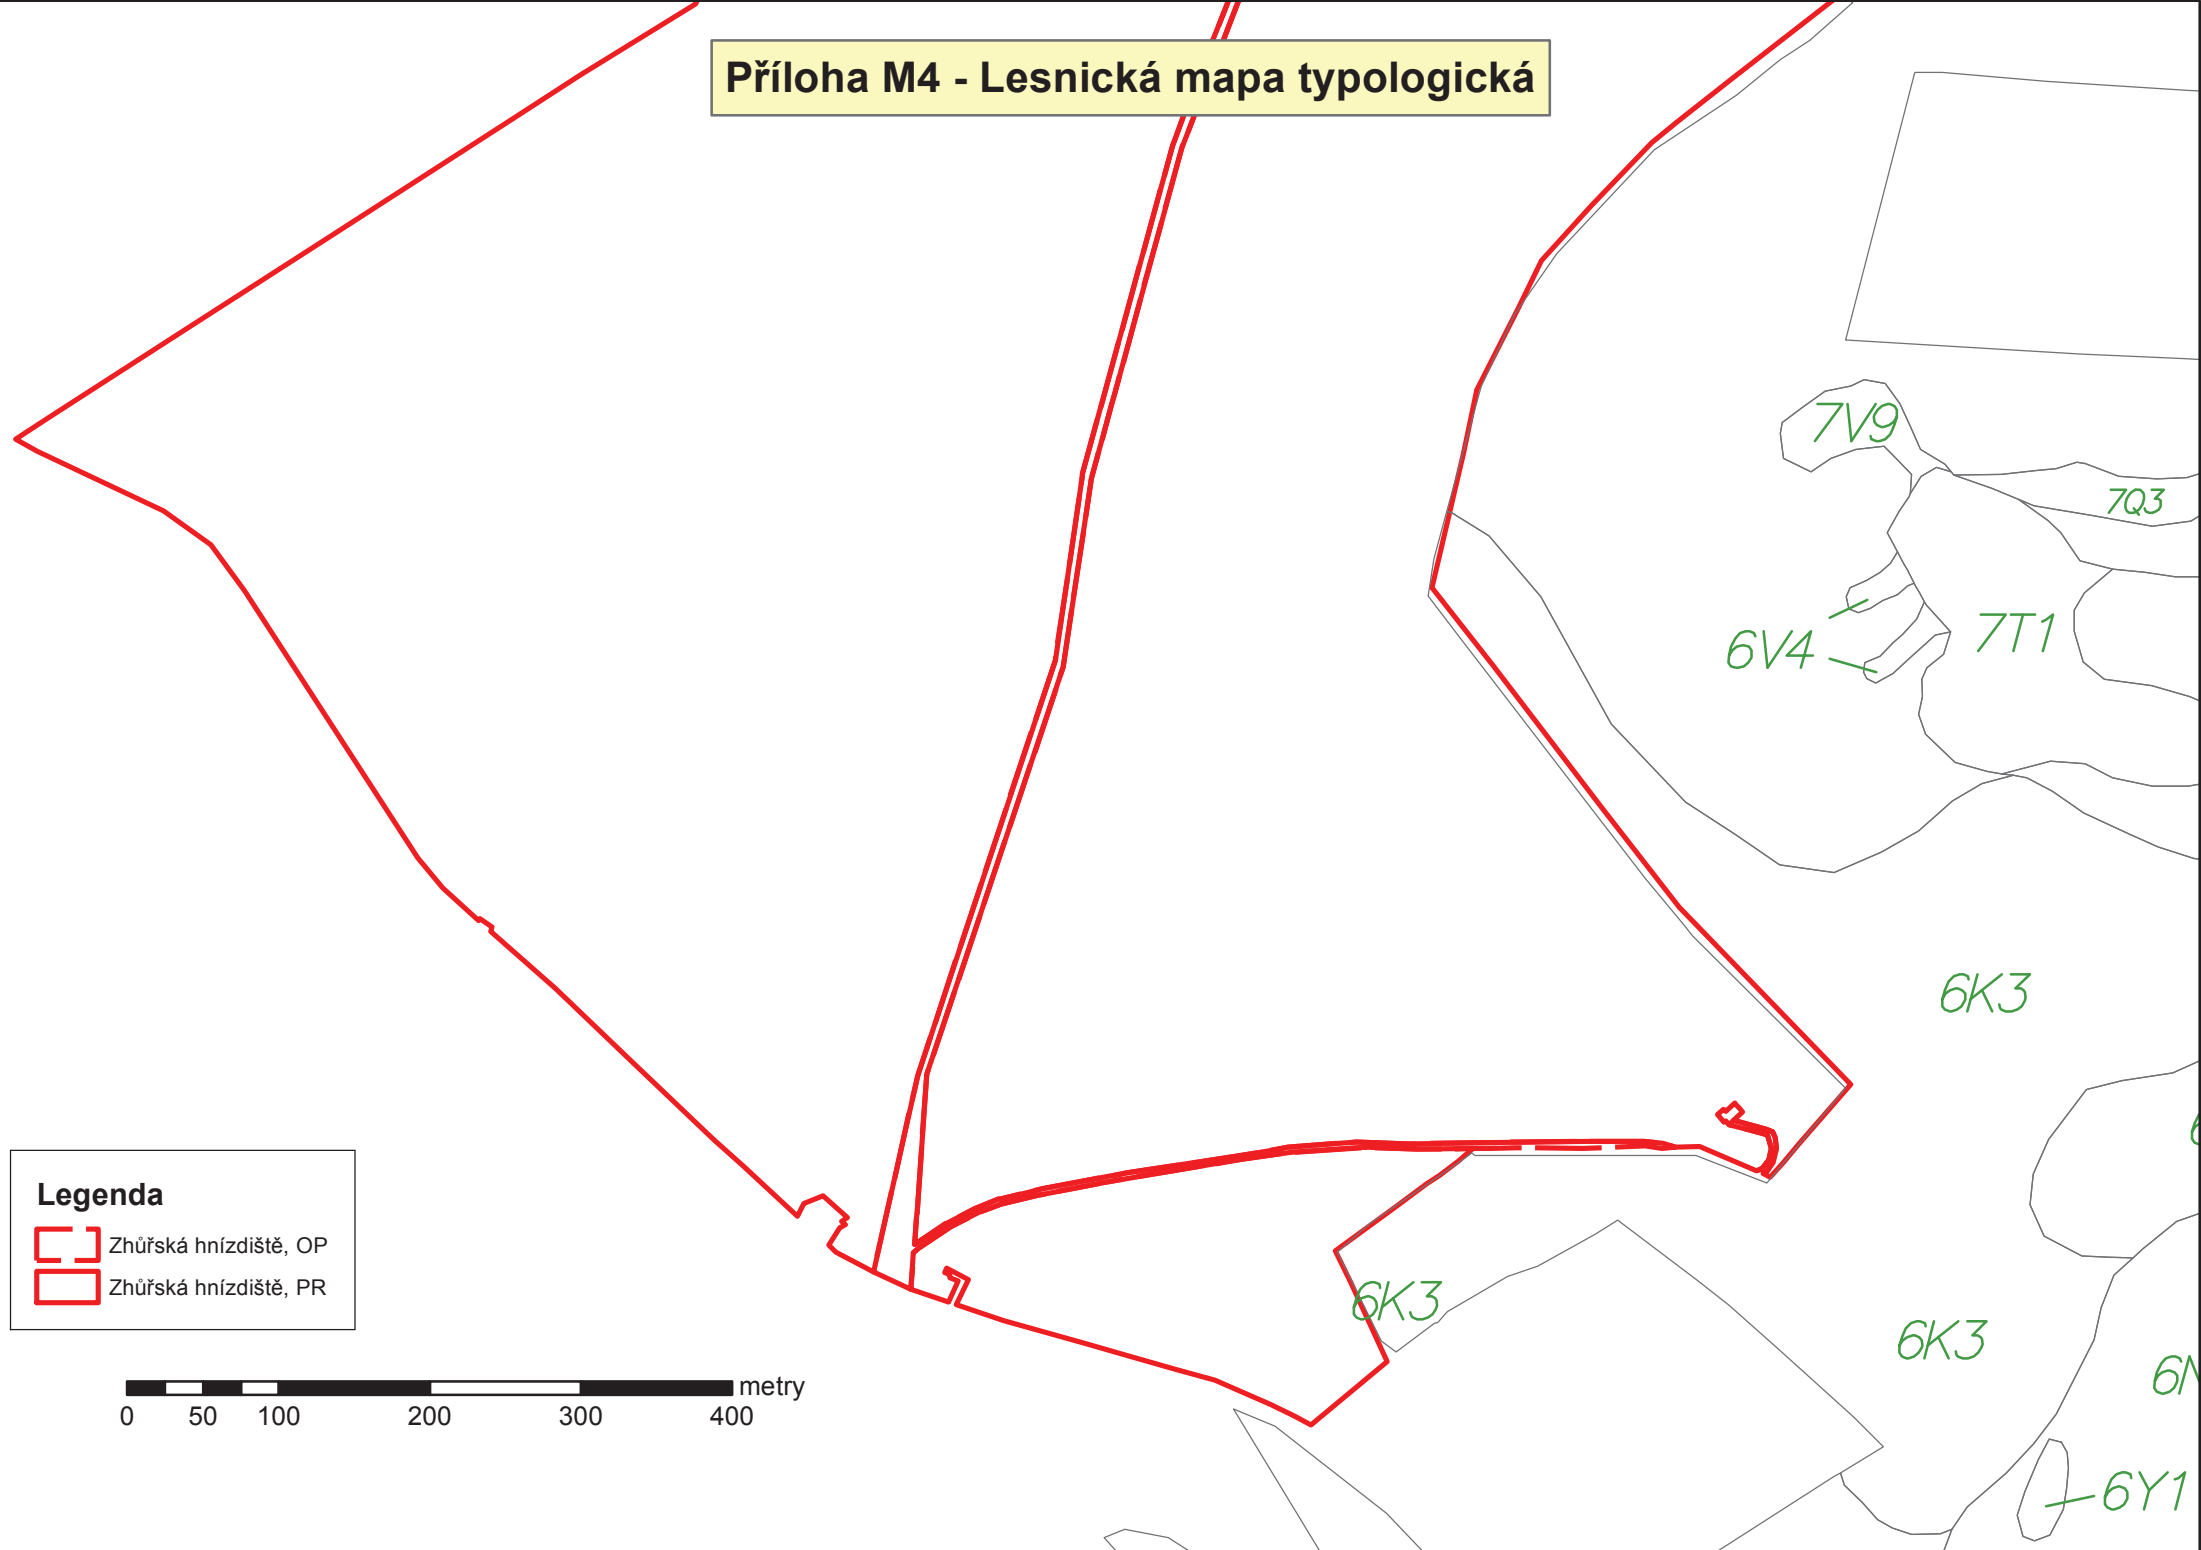 Příloha M4 - Lesnická mapa typologická
7V9
7Q3
6V4
7T1
6K3
6K3
6K3
6Y1
Legenda
Zhůřská hnízdiště, OP
Zhůřská hnízdiště, PR
metry
0 50 100 200 300 400